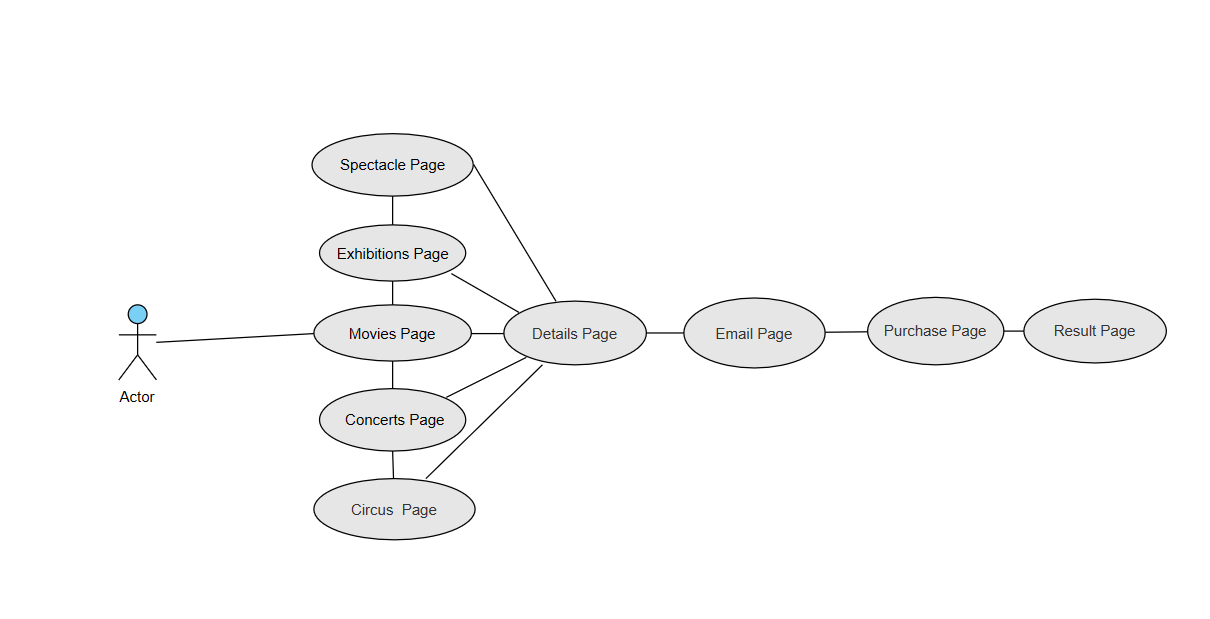 Spectacle Page
Exhibitions Page
Movies Page
Concerts Page
Circus  Page
Details Page
Email Page
Purchase Page
Result Page
Actor